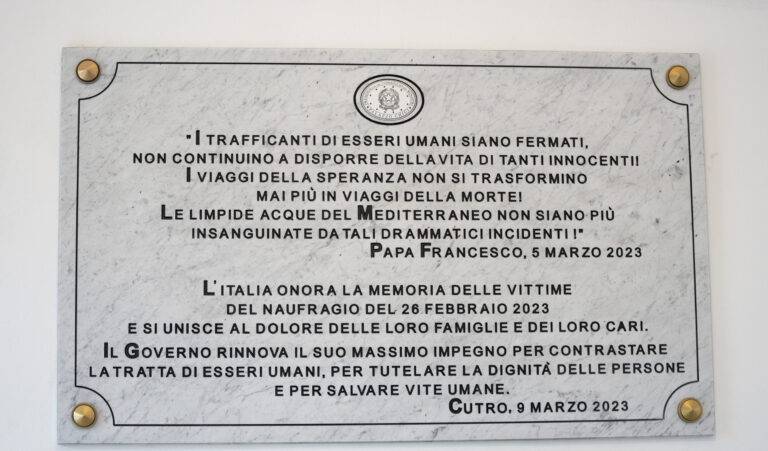 "I TRAFFICANTI DI ESSERI UMANI SIANO FERMATI,
NON CONTINUINO A DISPORRE DELLA VITA DI TANTI INNOCENTI!
I VIAGGI DELLA SPERANZA NON SI TRASFORMINO
MAI PIÙ IN VIAGGI DELLA MORTE!
LE LIMPIDE ACQUE DEL MEDITERRANEO NON SIANO PIÙ
INSANGUINATE DA TALI DRAMMATICI INCIDENTI !"
PAPA FRANCESCO, 5 MARZO 2023
L'ITALIA ONORA LA MEMORIA DELLE VITTIME
DEL NAUFRAGIO DEL 26 FEBBRAIO 2023
E SI UNISCE AL DOLORE DELLE LORO FAMIGLIE E DEI LORO CARI.
IL GOVERNO RINNOVA IL SUO MASSIMO IMPEGNO PER CONTRASTARE
LA TRATTA DI ESSERI UMANI, PER TUTELARE LA DIGNITÀ DELLE PERSONE
E PER SALVARE VITE UMANE.
CUTRO, 9 MARZO 2023